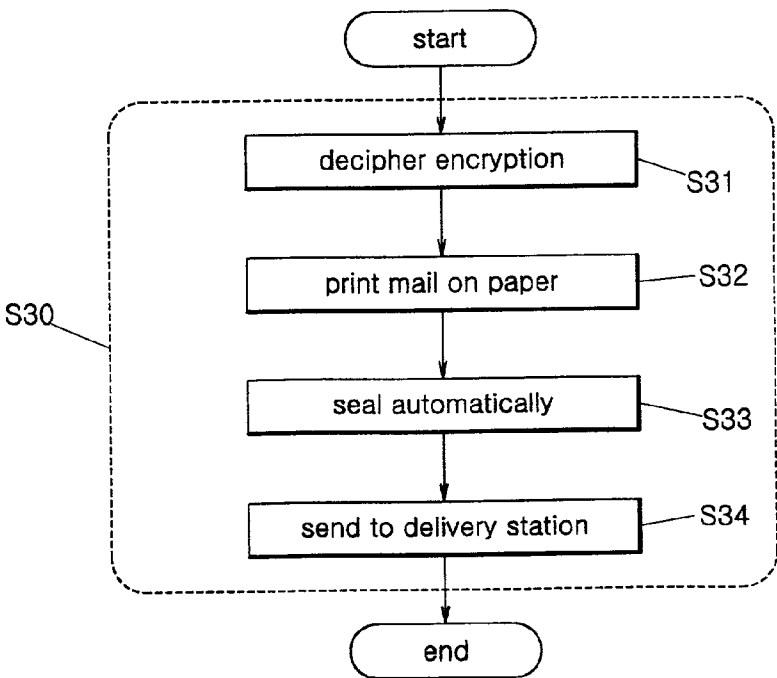 start
decipher encryption
S31
print mail on paper
S32
S30
seal automatically
S33
send to delivery station
S34
end